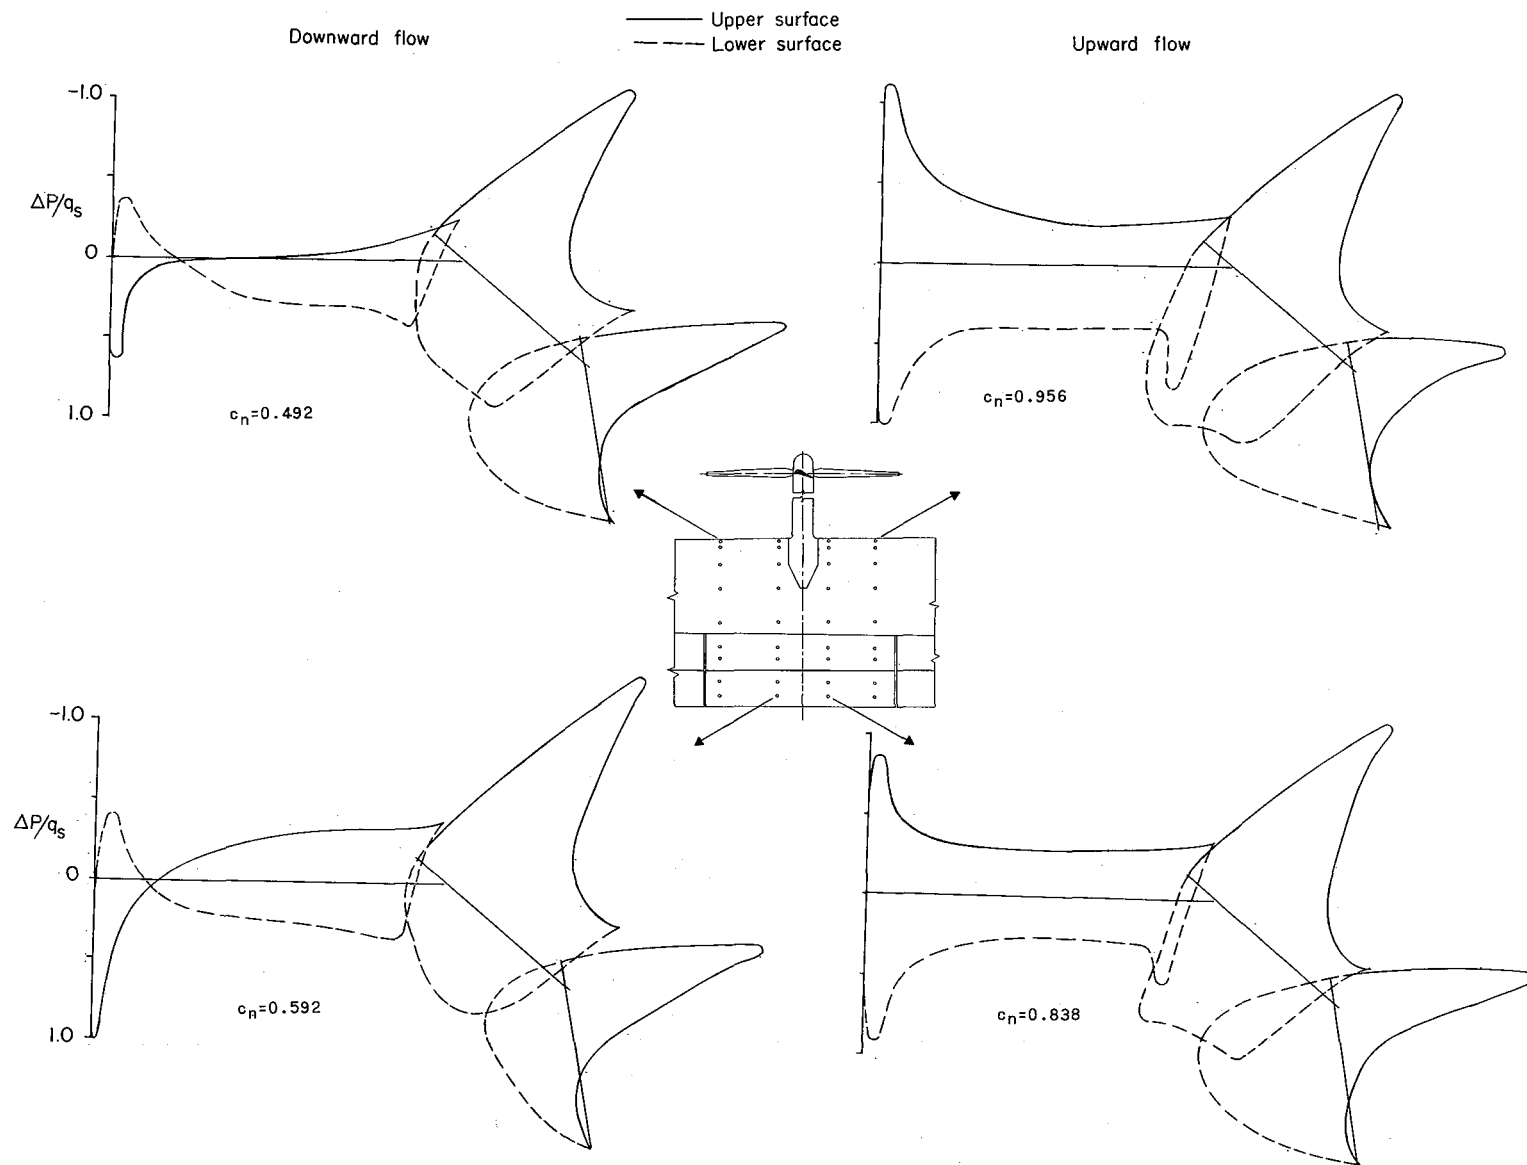 Downward flow
Upper surface
Lower surface
Upward flow
-1.0
ΔP/qs
0
1.0
cn=0.492
cn=0.956
-1.0
ΔP/qs
0
1.0
cn=0.592
cn=0.838